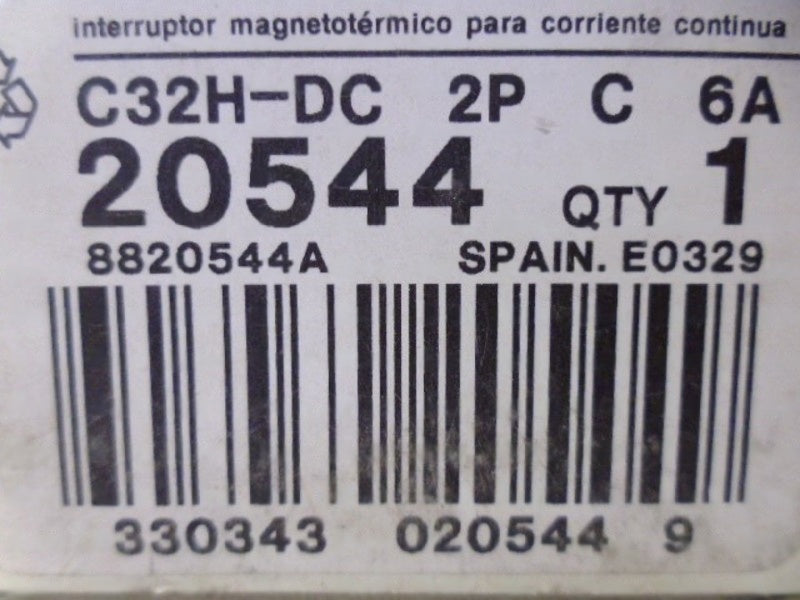 interruptor magnetotérmico para corriente continua
C32H-DC 2P C 6A
20544 QTY 1
8820544A SPAIN. E0329
330343 020544 9